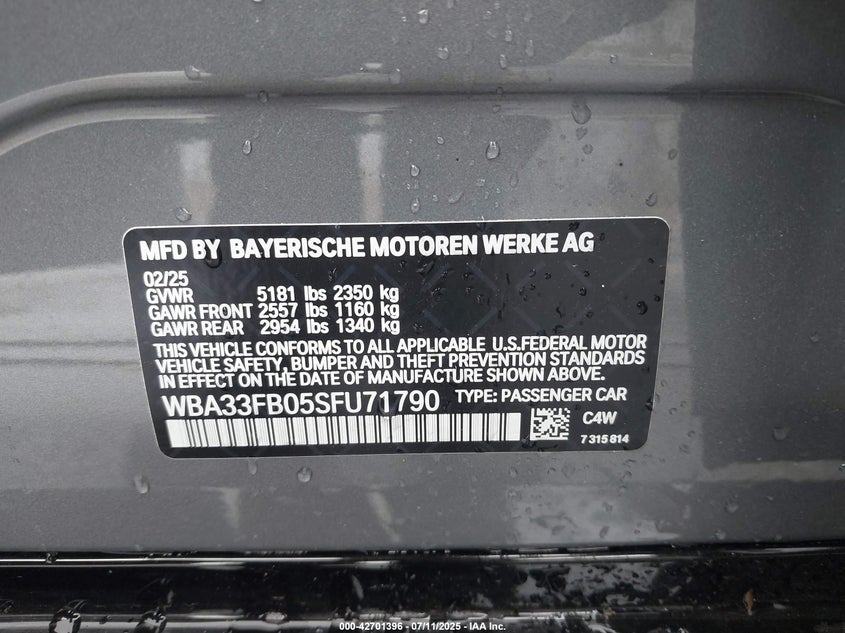 MFD BY BAYERISCHE MOTOREN WERKE AG
02/25
GVWR 5181 lbs 2350 kg
GAWR FRONT 2557 lbs 1160 kg
GAWR REAR 2954 lbs 1340 kg
THIS VEHICLE CONFORMS TO ALL APPLICABLE U.S.FEDERAL MOTOR
VEHICLE SAFETY, BUMPER AND THEFT PREVENTION STANDARDS
IN EFFECT ON THE DATE OF MANUFACTURE SHOWN ABOVE.
WBA33FB05SFU71790 TYPE: PASSENGER CAR
C4W
7 315 814
000-42701396 - 07/11/2025 - IAA Inc.